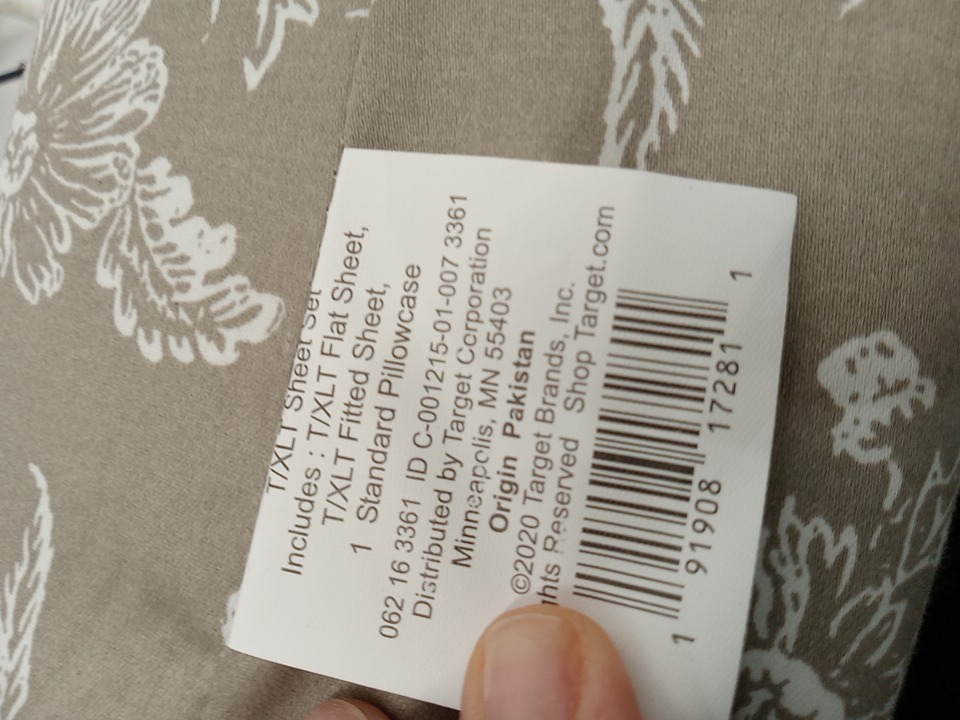 T/XLT Sheet Set
Includes : T/XLT Flat Sheet,
T/XLT Fitted Sheet,
1 Standard Pillowcase
062 16 3361 ID C-001215-01-007 3361
Distributed by Target Corporation
Minneapolis, MN 55403
Origin Pakistan
©2020 Target Brands, Inc.
Reserved Shop Target.com
1 91908 17281 1